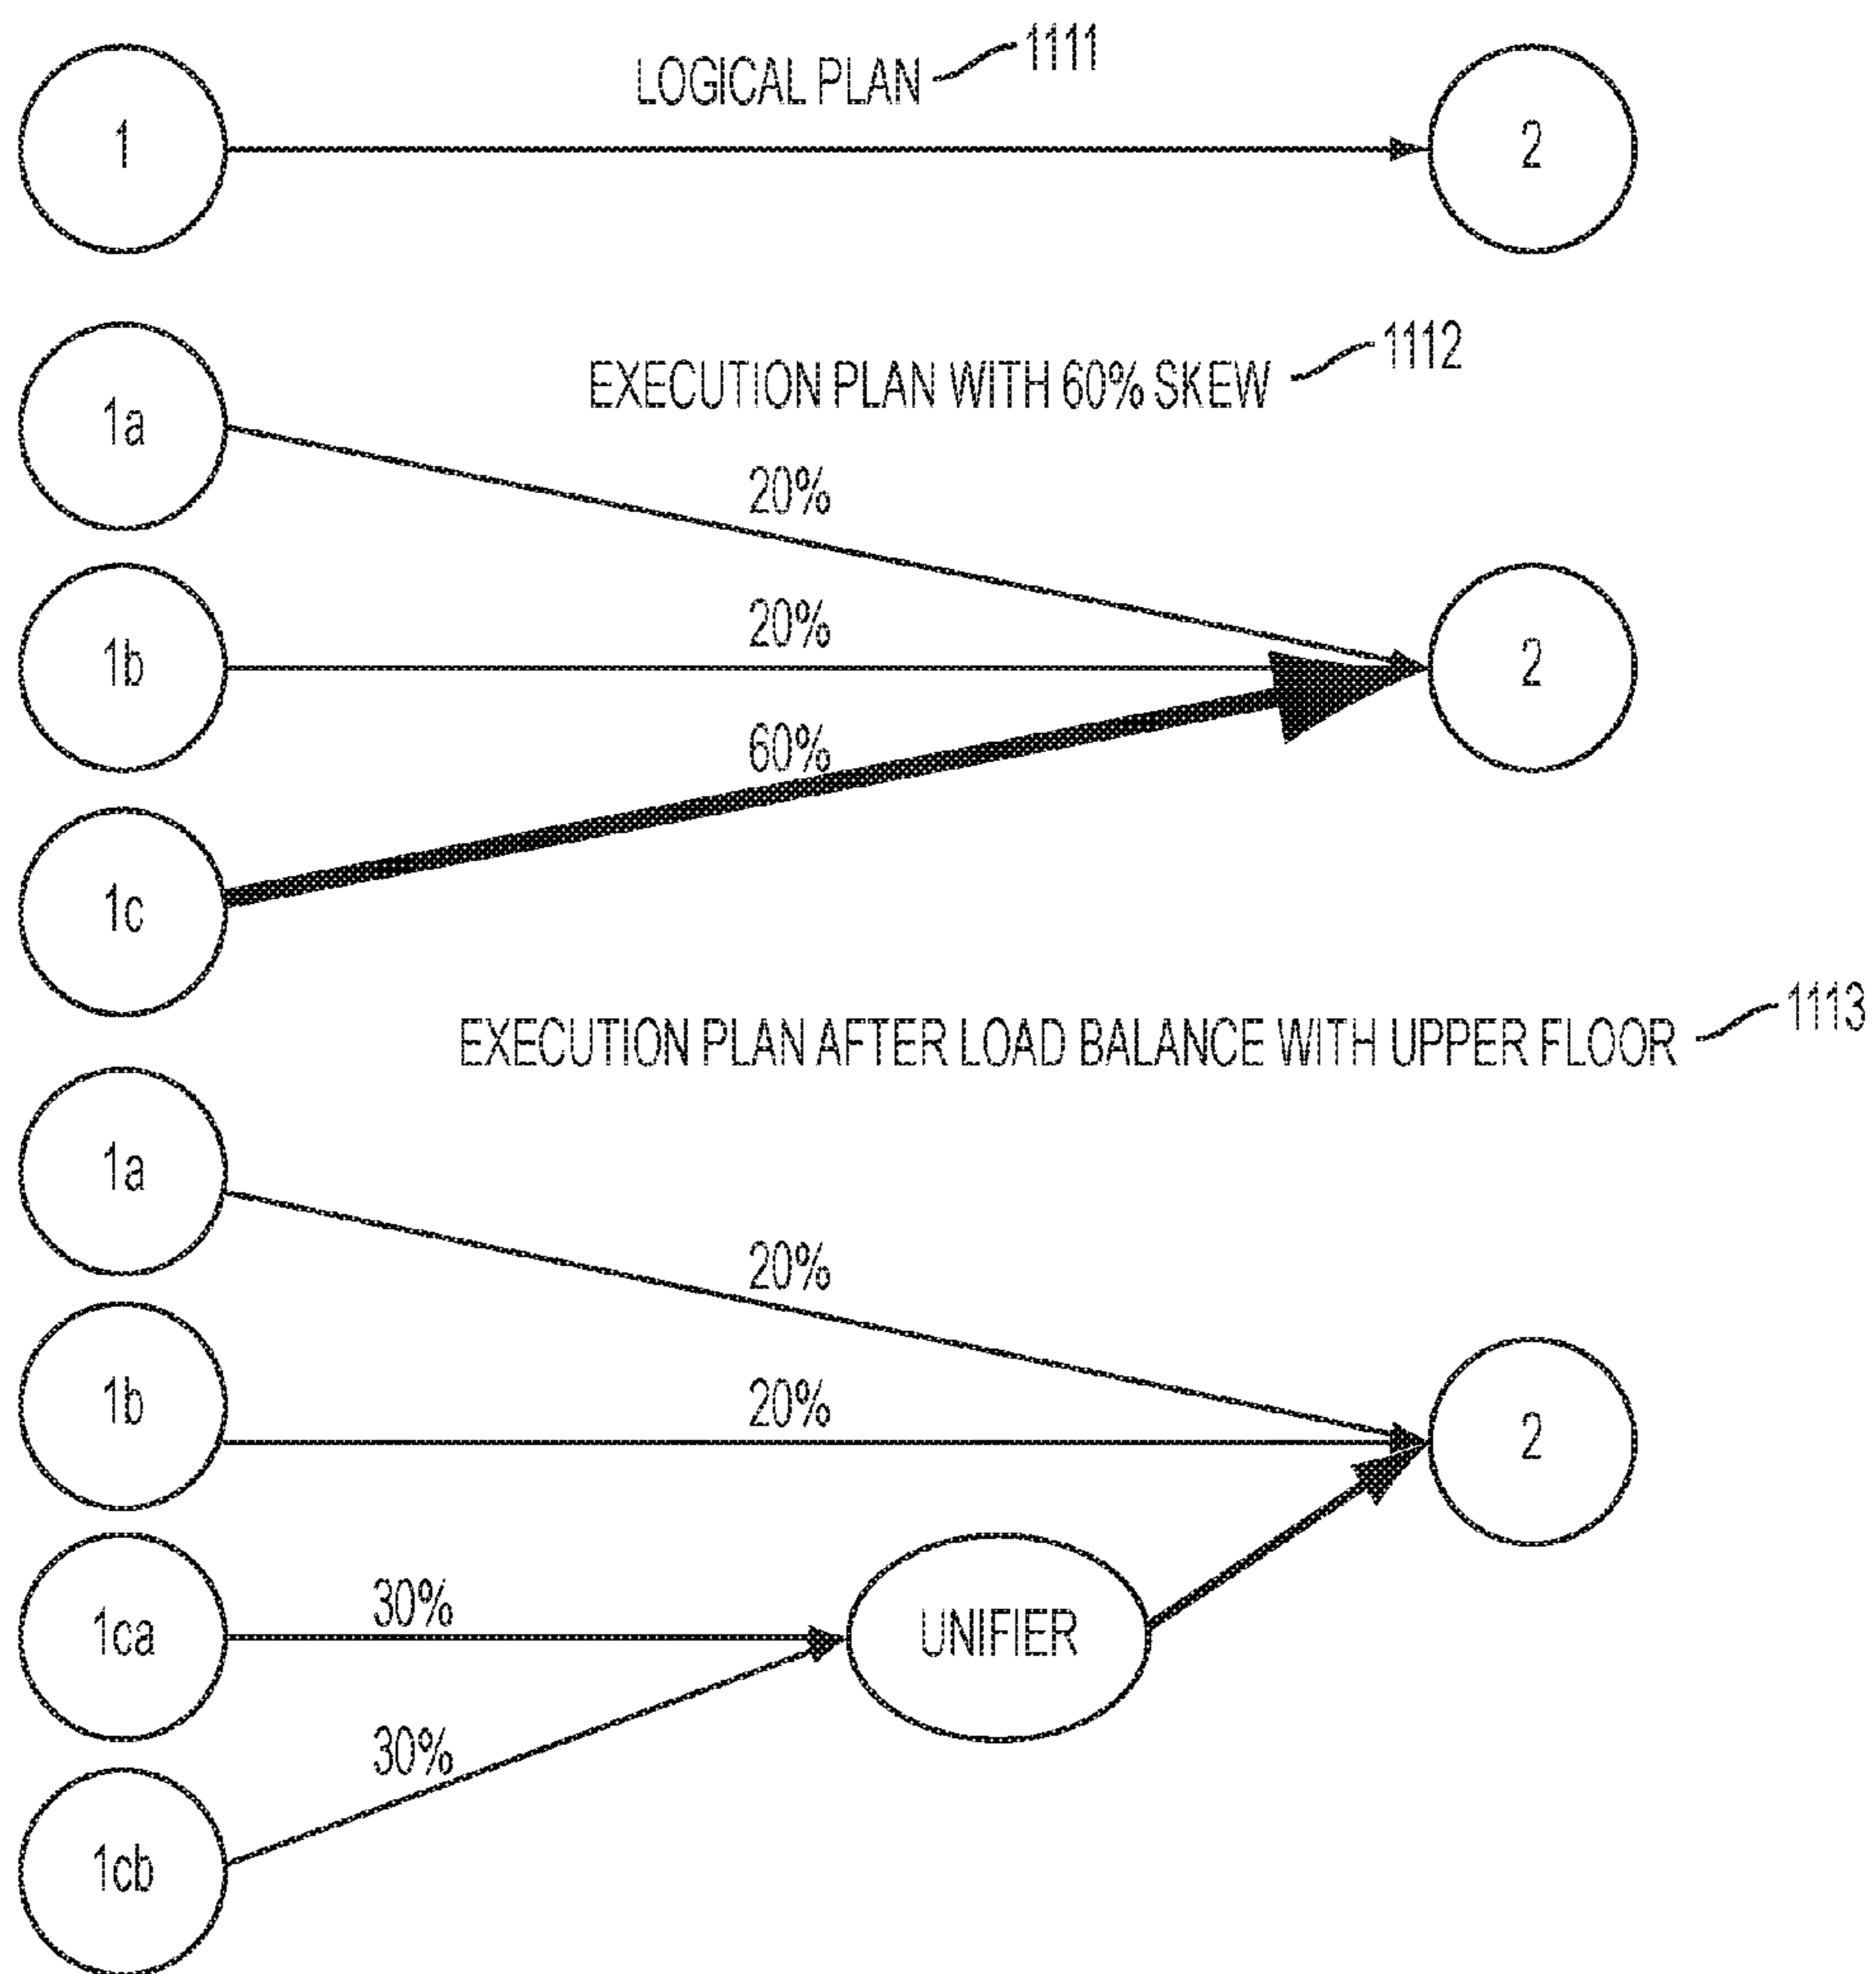 LOGICAL PLAN 1111
1
2
EXECUTION PLAN WITH 60% SKEW 1112
1a
20%
1b
20%
2
60%
1c
EXECUTION PLAN AFTER LOAD BALANCE WITH UPPER FLOOR 1113
1a
20%
1b
20%
2
1ca
30%
UNIFIER
30%
1cb